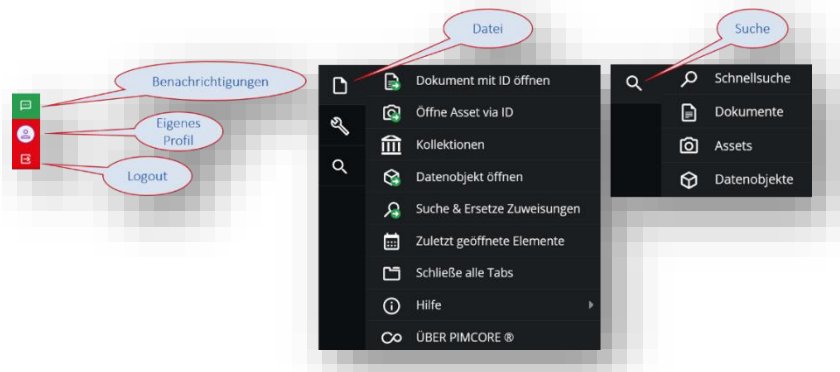 Benachrichtigungen
Eigenes
Profil
Logout
Datei
Dokument mit ID öffnen
Öffne Asset via ID
Kollektionen
Datenobjekt öffnen
Suche & Ersetze Zuweisungen
Zuletzt geöffnete Elemente
Schließe alle Tabs
Hilfe
ÜBER PIMCORE ®
Suche
Schnellsuche
Dokumente
Assets
Datenobjekte